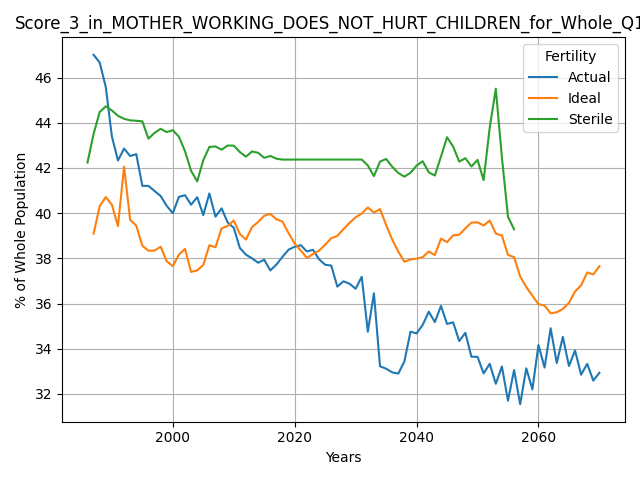 Score_3_in_MOTHER_WORKING_DOES_NOT_HURT_CHILDREN_for_Whole_Q1
Fertility
Actual
Ideal
Sterile
% of Whole Population
46
44
42
40
38
36
34
32
2000 2020 2040 2060
Years